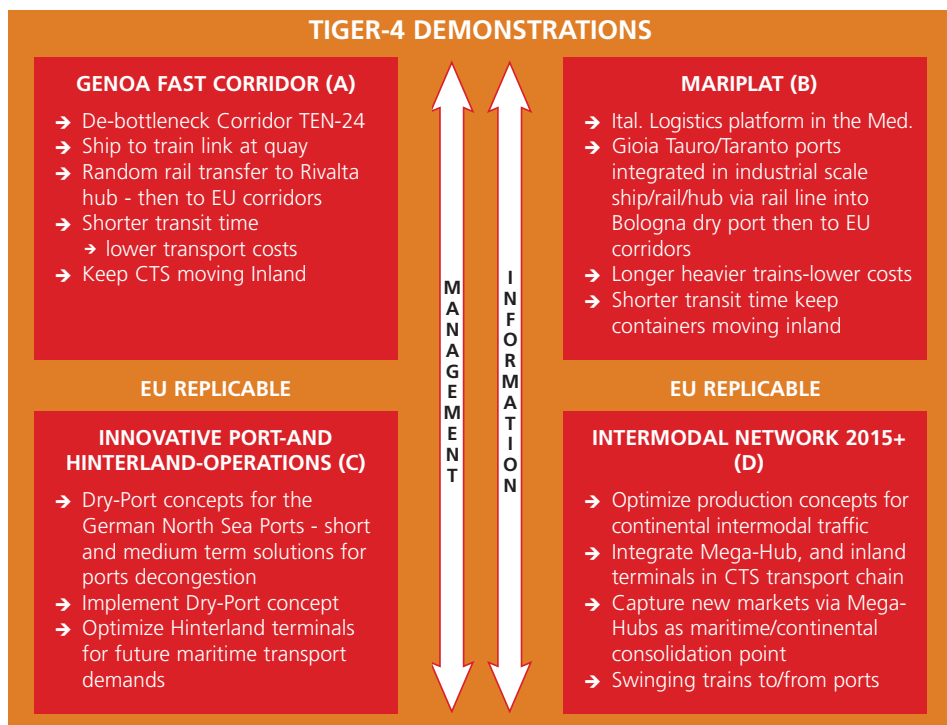 TIGER-4 DEMONSTRATIONS
GENOA FAST CORRIDOR (A)
→ De-bottleneck Corridor TEN-24
→ Ship to train link at quay
→ Random rail transfer to Rivalta
hub - then to EU corridors
→ Shorter transit time
→ lower transport costs
→ Keep CTS moving Inland
MANAGEMENT
INFORMATION
MARIPLAT (B)
→ Ital. Logistics platform in the Med.
→ Gioia Tauro/Taranto ports
integrated in industrial scale
ship/rail/hub via rail line into
Bologna dry port then to EU
corridors
→ Longer heavier trains-lower costs
→ Shorter transit time keep
containers moving inland
EU REPLICABLE
EU REPLICABLE
INNOVATIVE PORT-AND
HINTERLAND-OPERATIONS (C)
→ Dry-Port concepts for the
German North Sea Ports - short
and medium term solutions for
ports decongestion
→ Implement Dry-Port concept
→ Optimize Hinterland terminals
for future maritime transport
demands
INTERMODAL NETWORK 2015+
(D)
→ Optimize production concepts for
continental intermodal traffic
→ Integrate Mega-Hub, and inland
terminals in CTS transport chain
→ Capture new markets via Mega-
Hubs as maritime/continental
consolidation point
→ Swinging trains to/from ports